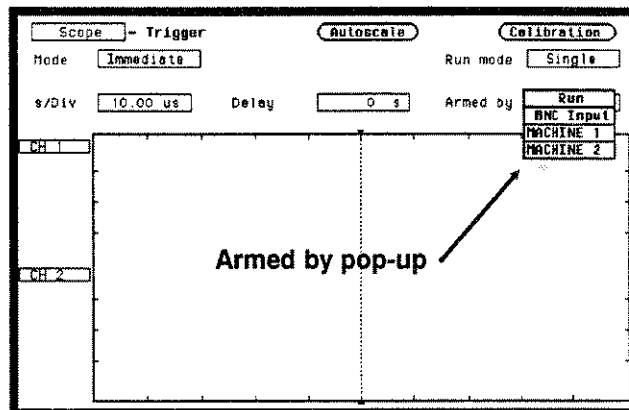 Scope - Trigger Autoscale Calibration
Mode Immediate Run mode Single
s/Div 10.00 us Delay 0 s Armed by Run
BNC Input
MACHINE 1
MACHINE 2
CH 1
Armed by pop-up
CH 2